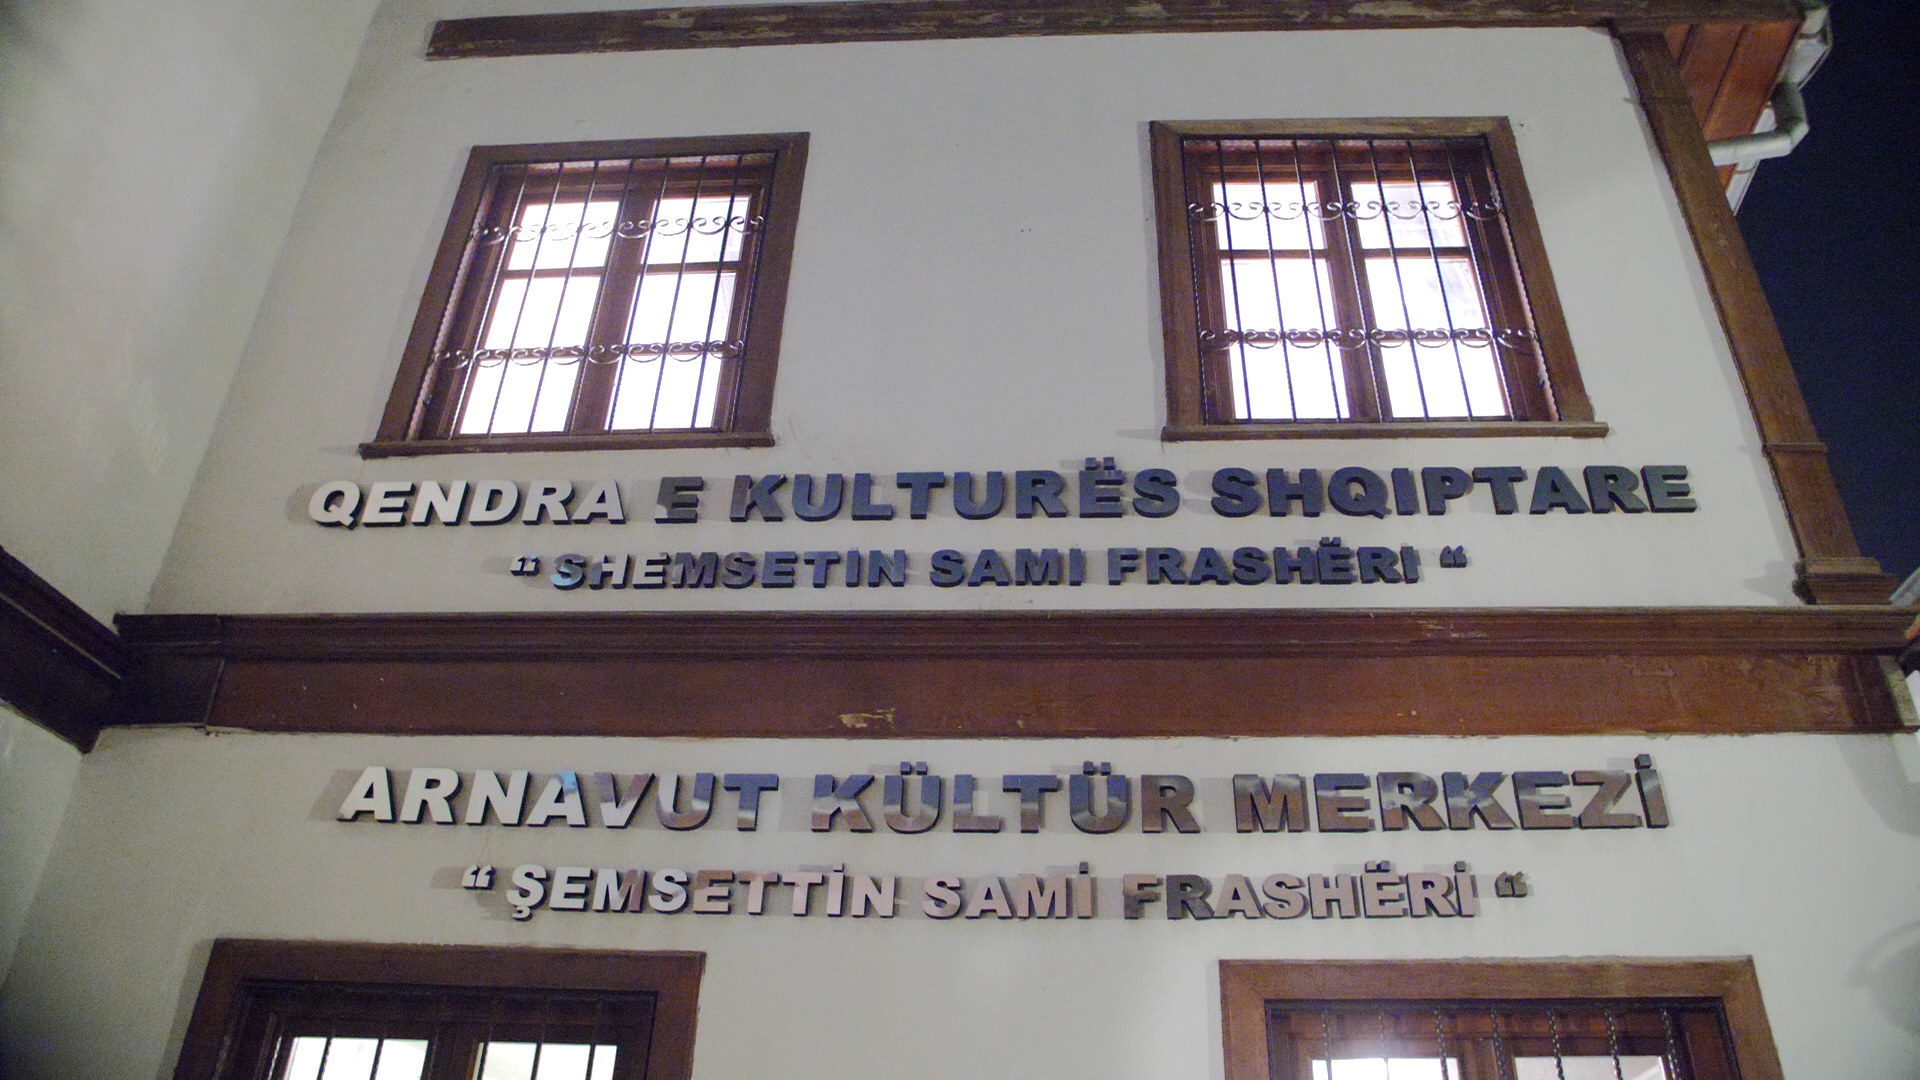 QENDRA E KULTURËS SHQIPTARE
“ SHEMSETIN SAMI FRASHËRI “
ARNAVUT KÜLTÜR MERKEZİ
“ ŞEMSETTİN SAMİ FRASHËRİ “